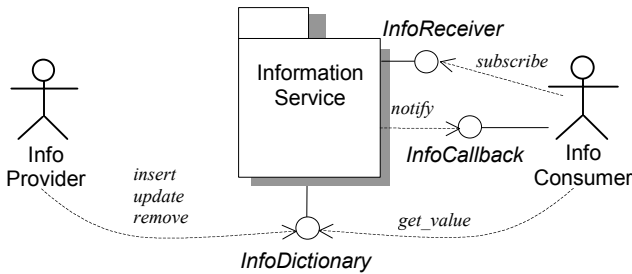 InfoReceiver
Information
Service
subscribe
notify
InfoCallback
Info
Provider
Info
Consumer
insert
update
remove
get_value
InfoDictionary